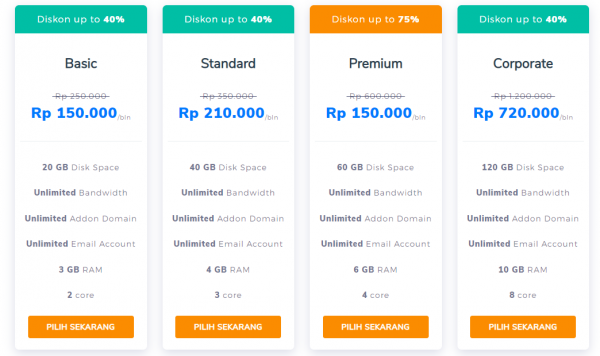 Diskon up to 40%
Basic
Rp 250.000
Rp 150.000/bln
20 GB Disk Space
Unlimited Bandwidth
Unlimited Addon Domain
Unlimited Email Account
3 GB RAM
2 core
PILIH SEKARANG
Diskon up to 40%
Standard
Rp 350.000
Rp 210.000/bln
40 GB Disk Space
Unlimited Bandwidth
Unlimited Addon Domain
Unlimited Email Account
4 GB RAM
3 core
PILIH SEKARANG
Diskon up to 75%
Premium
Rp 600.000
Rp 150.000/bln
60 GB Disk Space
Unlimited Bandwidth
Unlimited Addon Domain
Unlimited Email Account
6 GB RAM
4 core
PILIH SEKARANG
Diskon up to 40%
Corporate
Rp 1.200.000
Rp 720.000/bln
120 GB Disk Space
Unlimited Bandwidth
Unlimited Addon Domain
Unlimited Email Account
10 GB RAM
8 core
PILIH SEKARANG